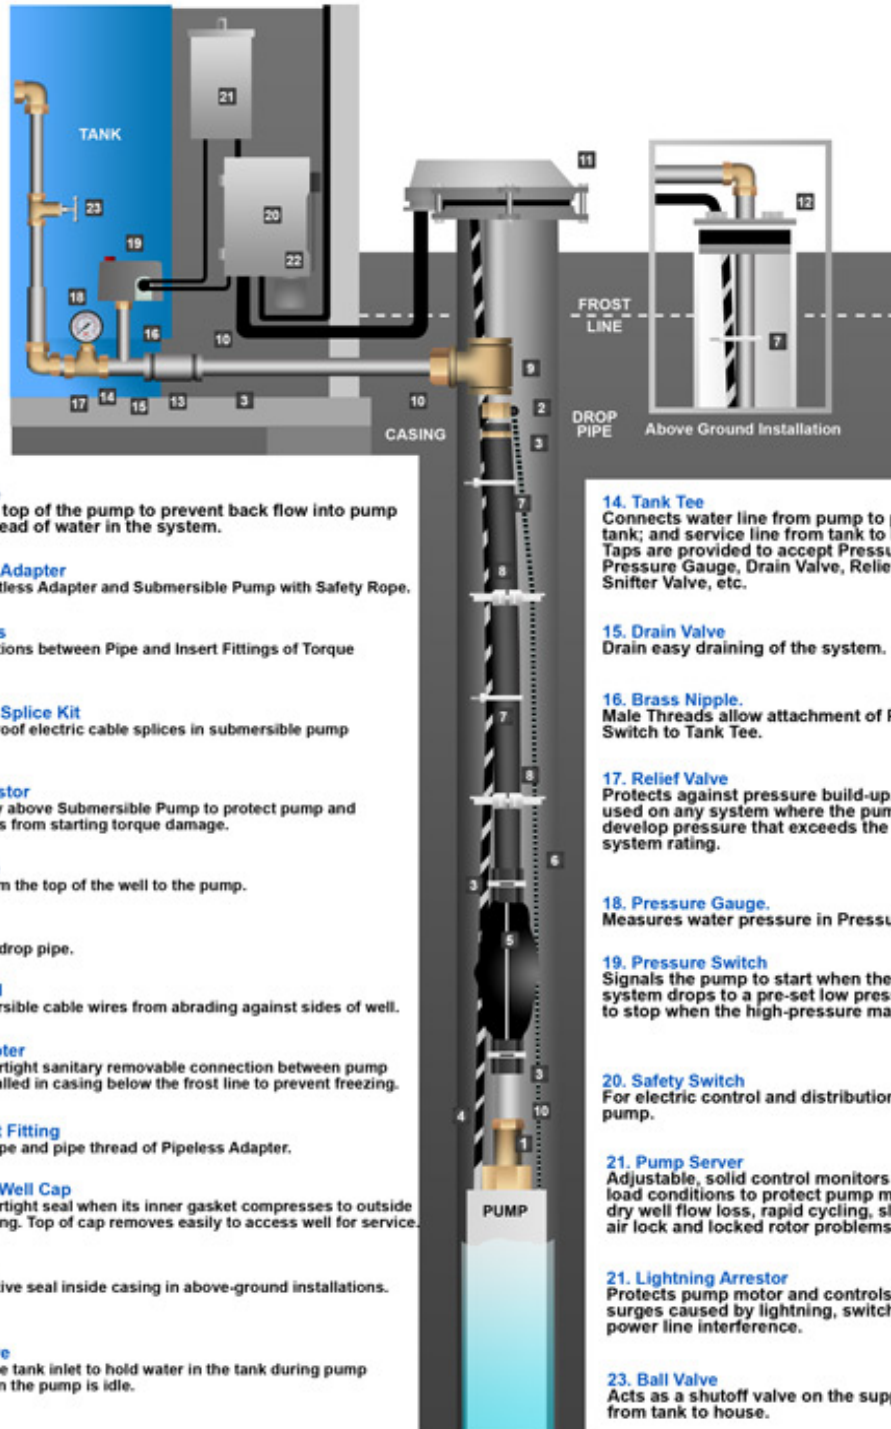 21
TANK
11
12
23
20
19
22
18
FROST
LINE
16
10
7
9
17
14
15
13
3
10
2
CASING
DROP
PIPE
3
Above Ground Installation
7
8
7
8
6
3
5
3
4
10
1
PUMP
top of the pump to prevent back flow into pump
ead of water in the system.
Adapter
tless Adapter and Submersible Pump with Safety Rope.
s
tions between Pipe and Insert Fittings of Torque
Splice Kit
oof electric cable splices in submersible pump
stor
y above Submersible Pump to protect pump and
s from starting torque damage.
m the top of the well to the pump.
drop pipe.
d
rsible cable wires from abrading against sides of well.
pter
rtight sanitary removable connection between pump
alled in casing below the frost line to prevent freezing.
t Fitting
pe and pipe thread of Pipeless Adapter.
Well Cap
rtight seal when its inner gasket compresses to outside
ng. Top of cap removes easily to access well for service.
tive seal inside casing in above-ground installations.
ve
e tank inlet to hold water in the tank during pump
n the pump is idle.
14. Tank Tee
Connects water line from pump to p
tank; and service line from tank to
Taps are provided to accept Pressu
Pressure Gauge, Drain Valve, Relie
Snifter Valve, etc.
15. Drain Valve
Drain easy draining of the system.
16. Brass Nipple.
Male Threads allow attachment of P
Switch to Tank Tee.
17. Relief Valve
Protects against pressure build-up
used on any system where the pum
develop pressure that exceeds the
system rating.
18. Pressure Gauge.
Measures water pressure in Pressu
19. Pressure Switch
Signals the pump to start when the
system drops to a pre-set low press
to stop when the high-pressure ma
20. Safety Switch
For electric control and distribution
pump.
21. Pump Server
Adjustable, solid control monitors
load conditions to protect pump m
dry well flow loss, rapid cycling, sl
air lock and locked rotor problems
21. Lightning Arrestor
Protects pump motor and controls
surges caused by lightning, switch
power line interference.
23. Ball Valve
Acts as a shutoff valve on the supp
from tank to house.